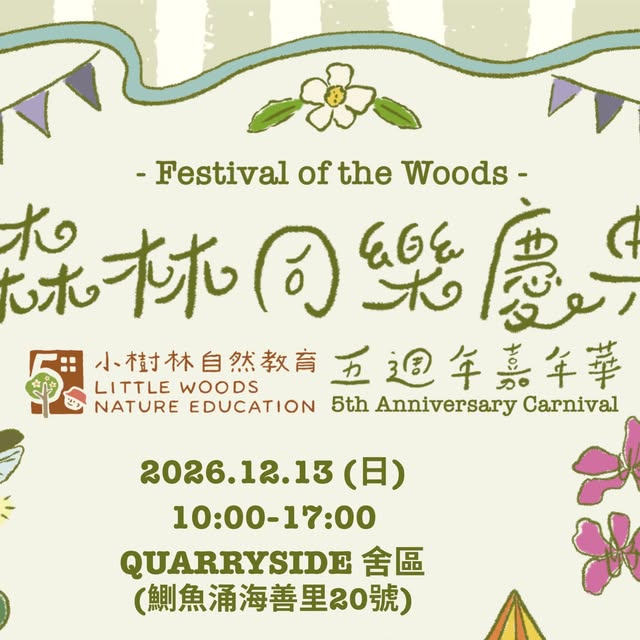 - Festival of the Woods -
森林同樂慶典
小樹林自然教育
LITTLE WOODS
NATURE EDUCATION
五週年嘉年華
5th Anniversary Carnival
2026.12.13 (日)
10:00-17:00
QUARRYSIDE 舍區
(鰂魚涌海善里20號)